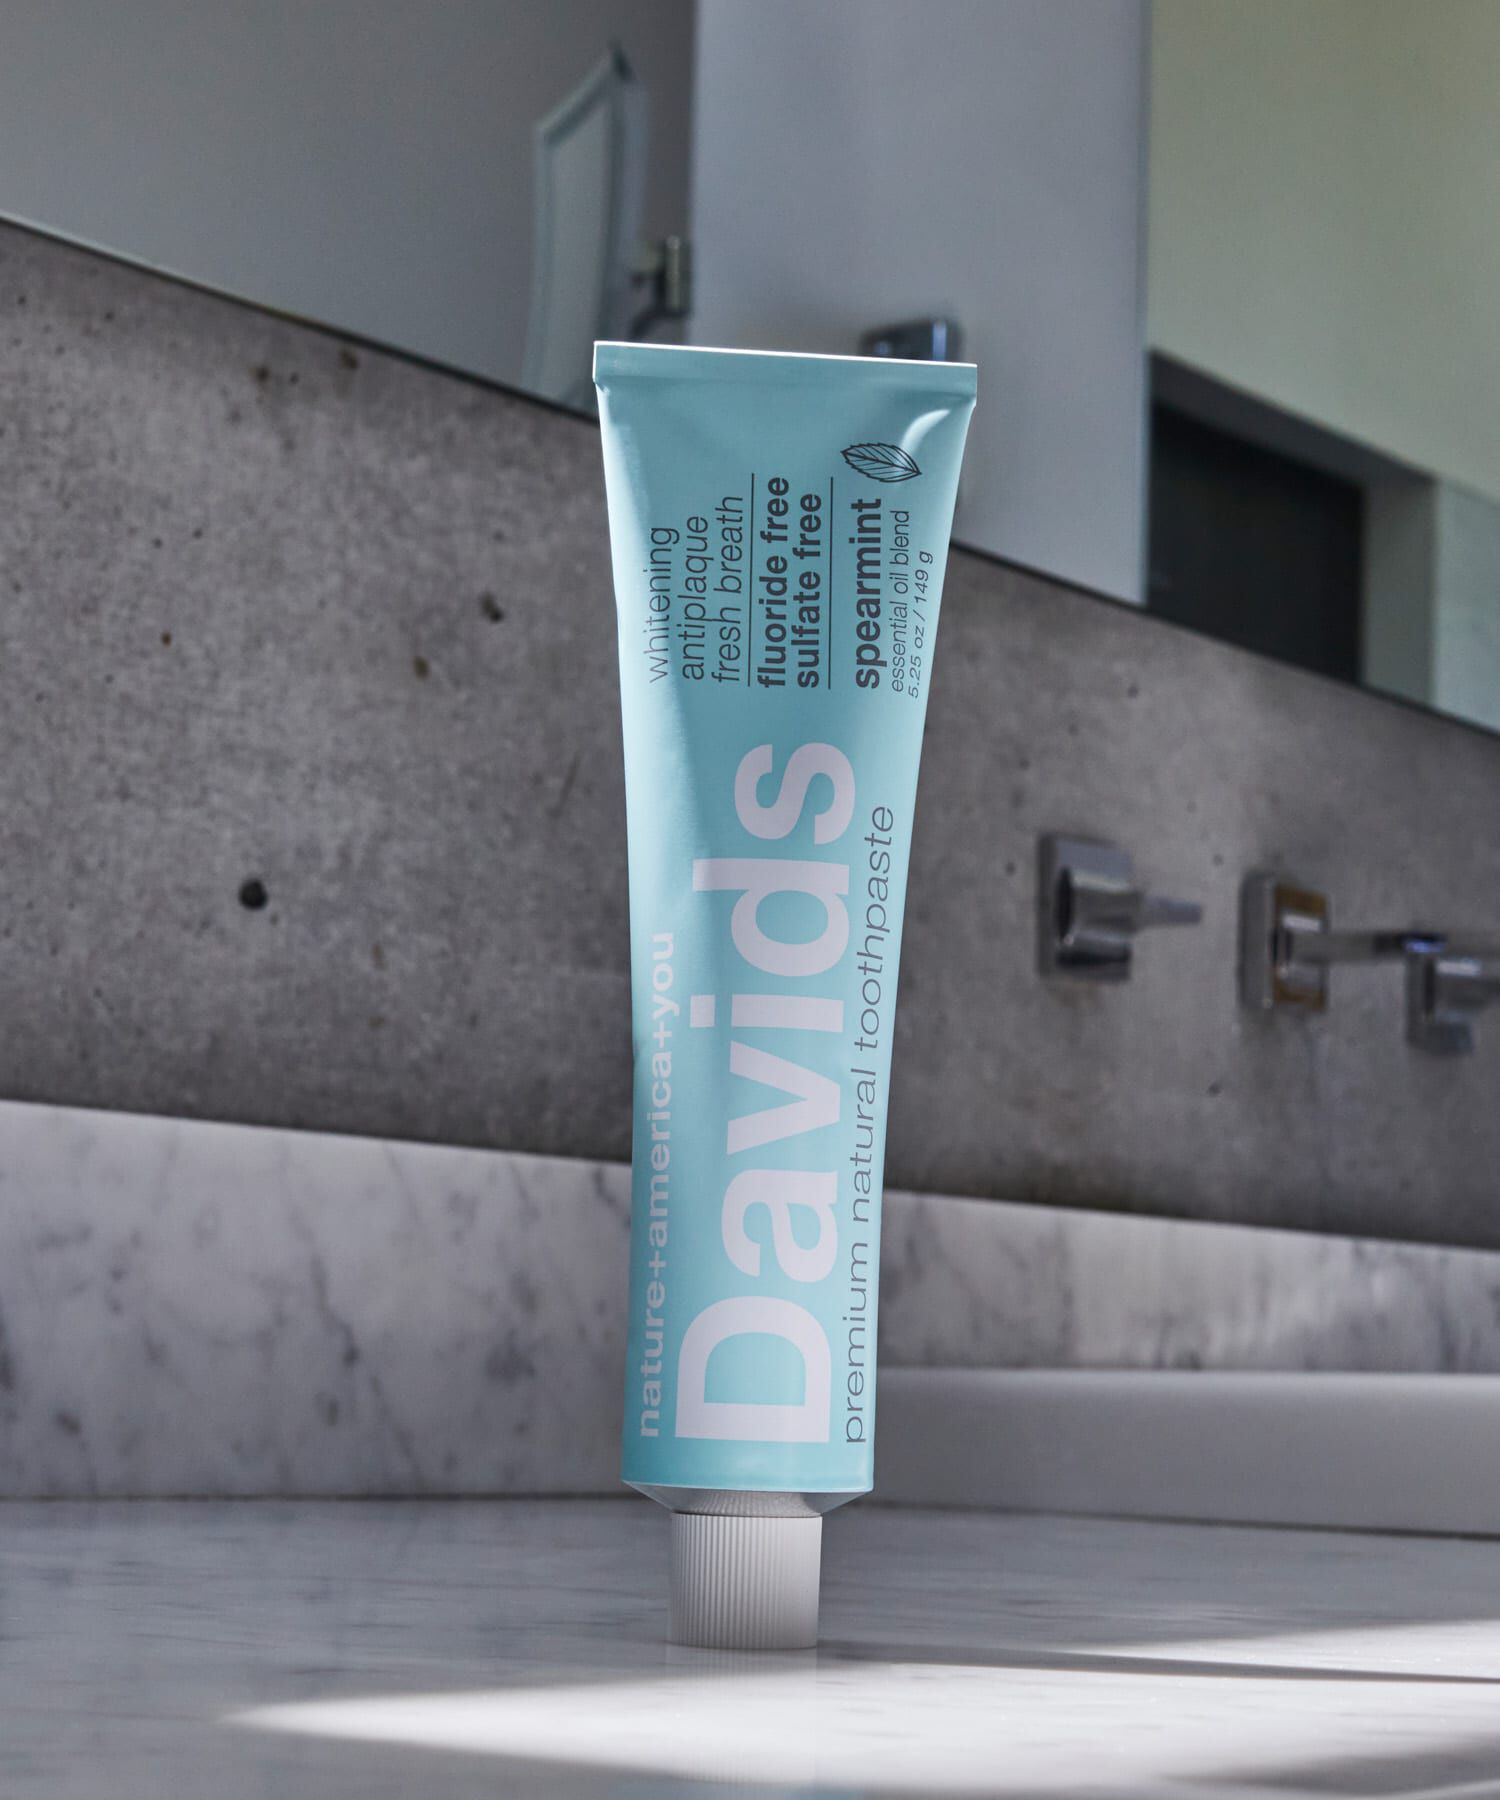 nature+america+you
Davids
premium natural toothpaste
whitening
antiplaque
fresh breath
fluoride free
sulfate free
spearmint
essential oil blend
5.25 oz / 149 g